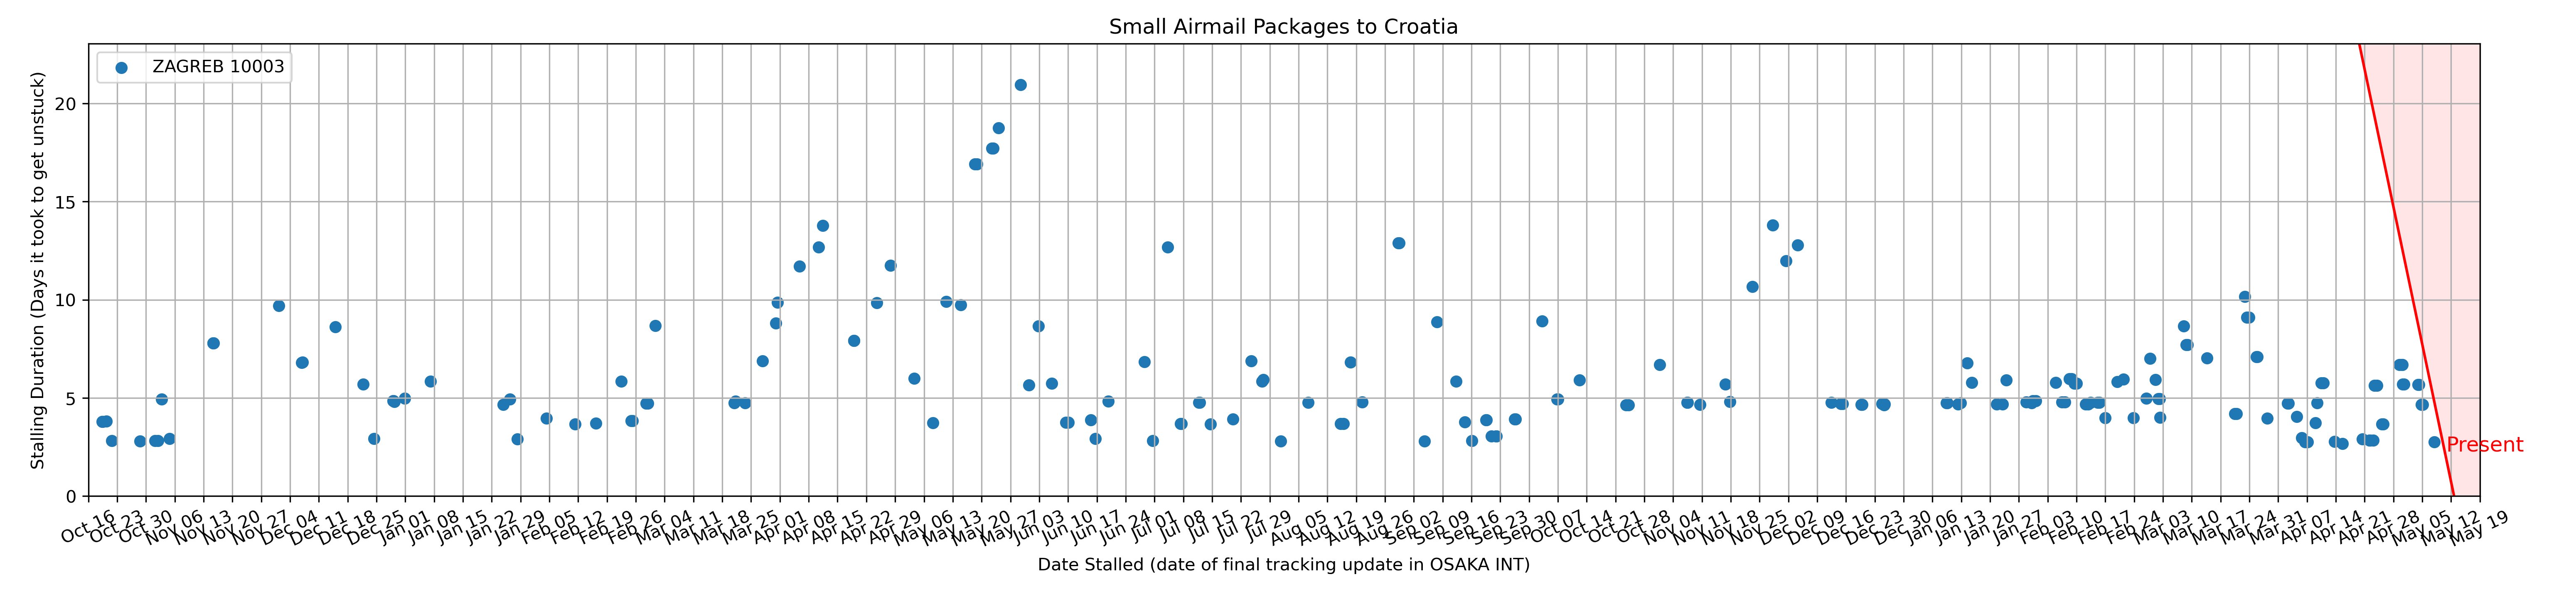 Small Airmail Packages to Croatia
ZAGREB 10003
Stalling Duration (Days it took to get unstuck)
20
15
10
5
0
Present
Oct 16
Oct 23
Oct 30
Nov 06
Nov 13
Nov 20
Nov 27
Dec 04
Dec 11
Dec 18
Dec 25
Jan 01
Jan 08
Jan 15
Jan 22
Jan 29
Feb 05
Feb 12
Feb 19
Feb 26
Mar 04
Mar 11
Mar 18
Mar 25
Apr 01
Apr 08
Apr 15
Apr 22
Apr 29
May 06
May 13
May 20
May 27
Jun 03
Jun 10
Jun 17
Jun 24
Jul 01
Jul 08
Jul 15
Jul 22
Jul 29
Aug 05
Aug 12
Aug 19
Aug 26
Sep 02
Sep 09
Sep 16
Sep 23
Sep 30
Oct 07
Oct 14
Oct 21
Oct 28
Nov 04
Nov 11
Nov 18
Nov 25
Dec 02
Dec 09
Dec 16
Dec 23
Dec 30
Jan 06
Jan 13
Jan 20
Jan 27
Feb 03
Feb 10
Feb 17
Feb 24
Mar 03
Mar 10
Mar 17
Mar 24
Mar 31
Apr 07
Apr 14
Apr 21
Apr 28
May 05
May 12
May 19
Date Stalled (date of final tracking update in OSAKA INT)